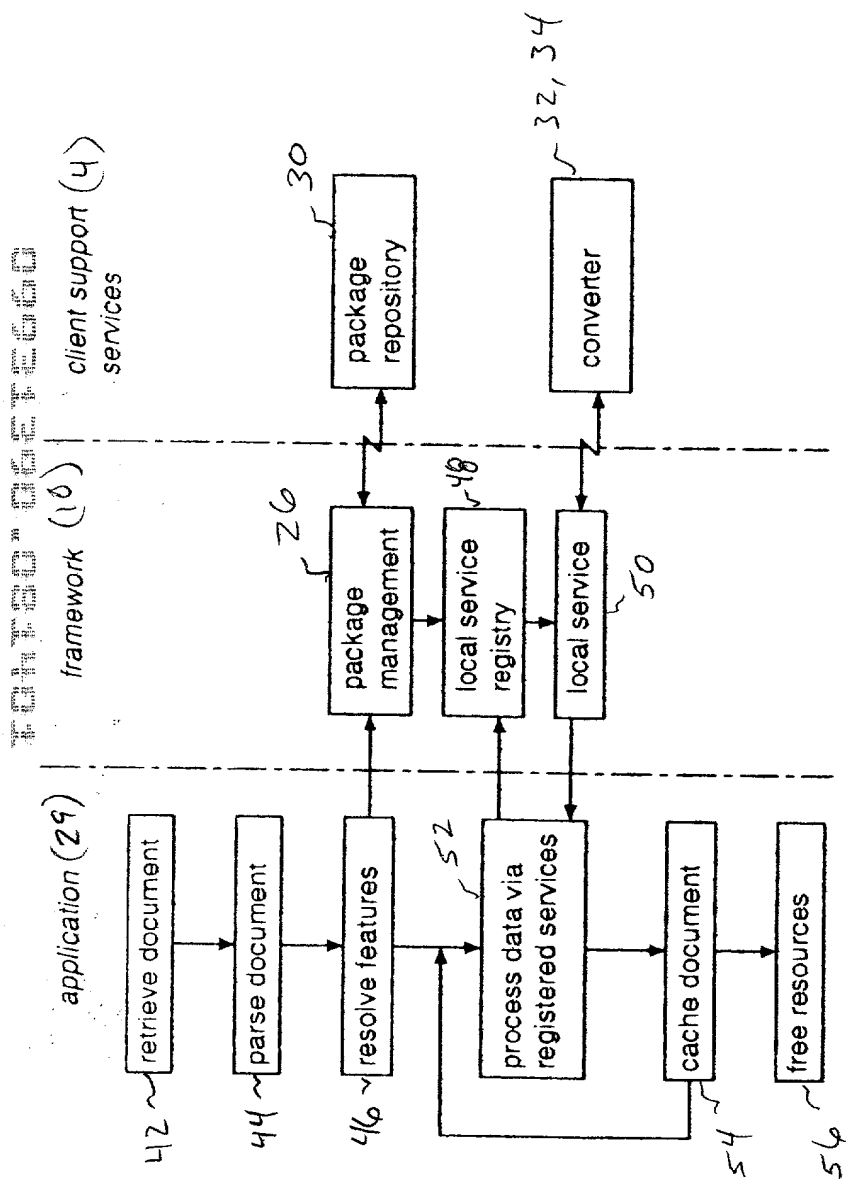 application (29)
framework (10)
client support (4)
services
42
retrieve document
44
parse document
46
resolve features
26
package
management
30
package
repository
52
process data via
registered services
48
local service
registry
local service
50
converter
32, 34
54
cache document
56
free resources